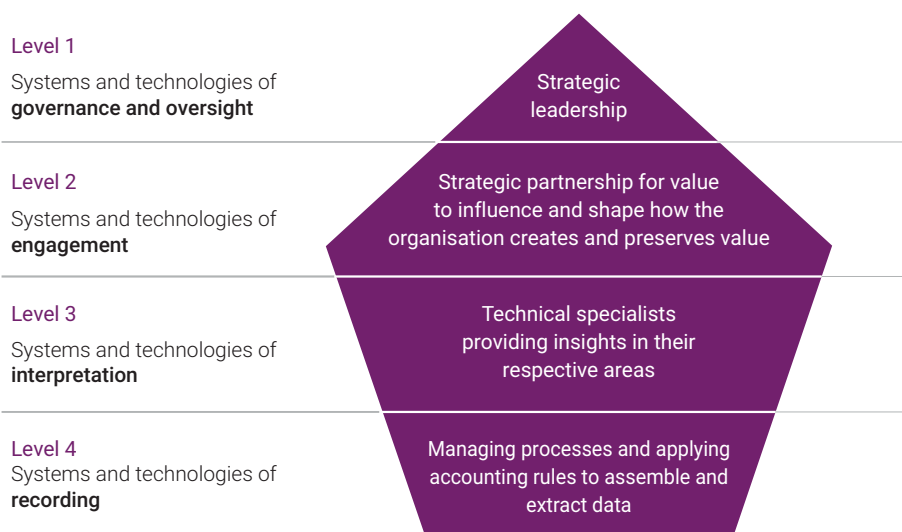 Level 1
Systems and technologies of
governance and oversight
Strategic
leadership
Level 2
Systems and technologies of
engagement
Strategic partnership for value
to influence and shape how the
organisation creates and preserves value
Level 3
Systems and technologies of
interpretation
Technical specialists
providing insights in their
respective areas
Level 4
Systems and technologies of
recording
Managing processes and applying
accounting rules to assemble and
extract data